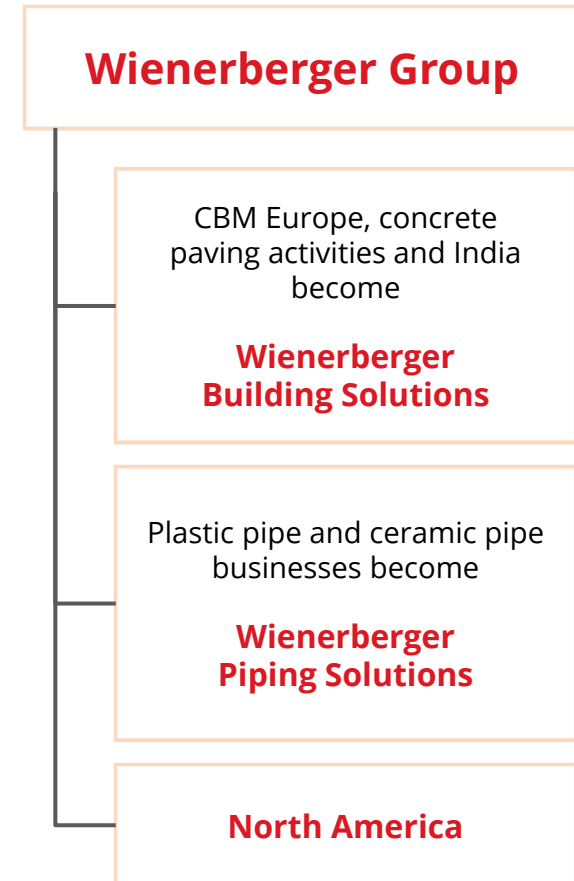 Wienerberger Group
CBM Europe, concrete
paving activities and India
become
Wienerberger
Building Solutions
Plastic pipe and ceramic pipe
businesses become
Wienerberger
Piping Solutions
North America